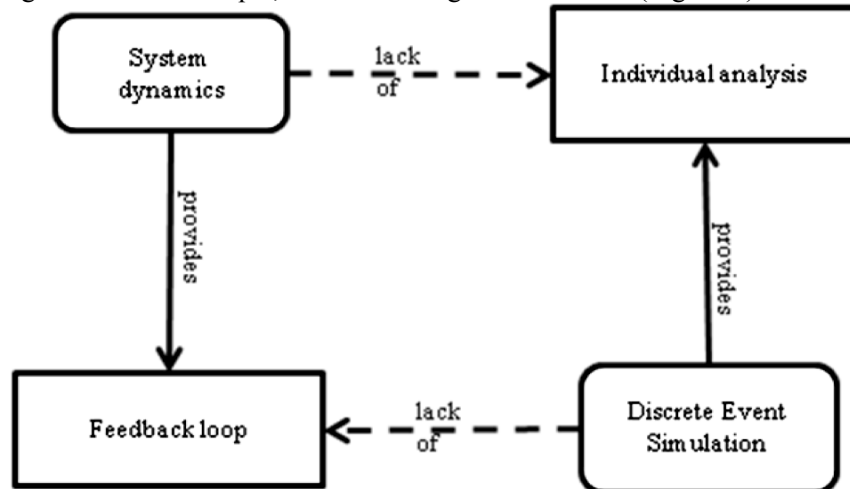 System
dynamics
lack
of
Individual analysis
provides
provides
Feedback loop
lack
of
Discrete Event
Simulation